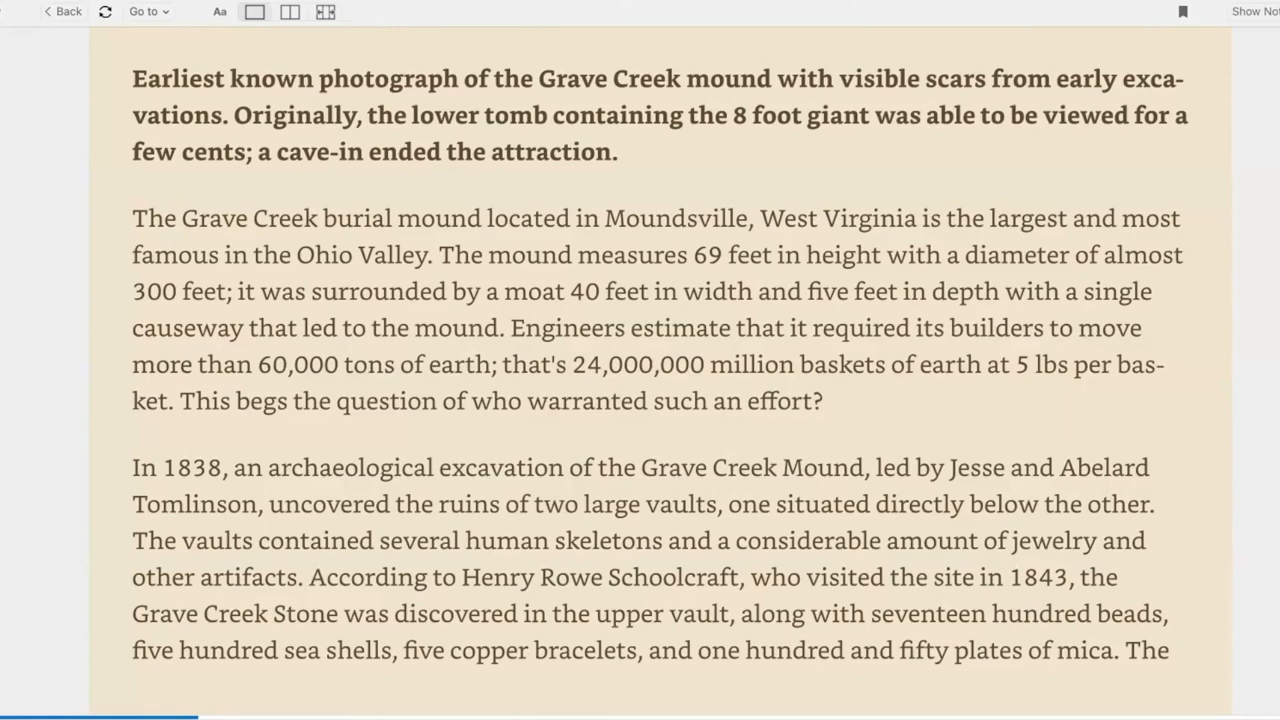 Back
Go to
Aa
Show Not
Earliest known photograph of the Grave Creek mound with visible scars from early exca-
vations. Originally, the lower tomb containing the 8 foot giant was able to be viewed for a
few cents; a cave-in ended the attraction.
The Grave Creek burial mound located in Moundsville, West Virginia is the largest and most
famous in the Ohio Valley. The mound measures 69 feet in height with a diameter of almost
300 feet; it was surrounded by a moat 40 feet in width and five feet in depth with a single
causeway that led to the mound. Engineers estimate that it required its builders to move
more than 60,000 tons of earth; that's 24,000,000 million baskets of earth at 5 lbs per bas-
ket. This begs the question of who warranted such an effort?
In 1838, an archaeological excavation of the Grave Creek Mound, led by Jesse and Abelard
Tomlinson, uncovered the ruins of two large vaults, one situated directly below the other.
The vaults contained several human skeletons and a considerable amount of jewelry and
other artifacts. According to Henry Rowe Schoolcraft, who visited the site in 1843, the
Grave Creek Stone was discovered in the upper vault, along with seventeen hundred beads,
five hundred sea shells, five copper bracelets, and one hundred and fifty plates of mica. The